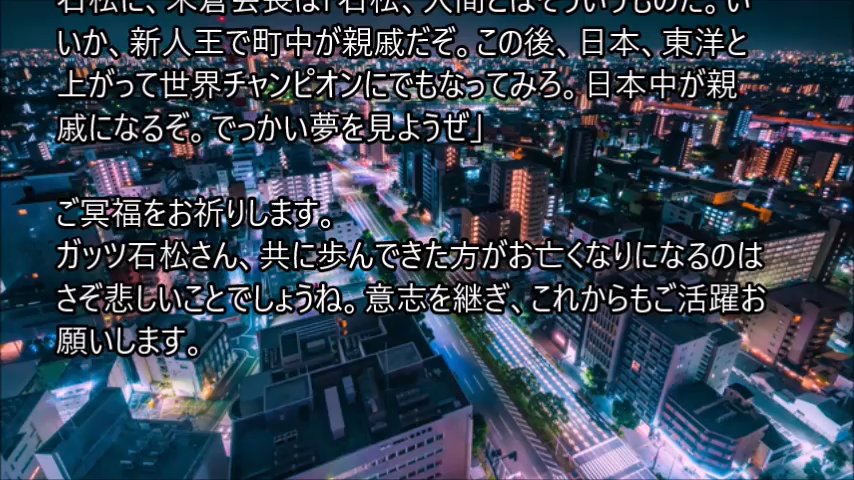 石松に、米倉会長は「石松、人間とはそういうものだ。い
いか、新人王で町中が親戚だぞ。この後、日本、東洋と
上がって世界チャンピオンにでもなってみろ。日本中が親
戚になるぞ。でっかい夢を見ようぜ」
ご冥福をお祈りします。
ガッツ石松さん、共に歩んできた方がお亡くなりになるのは
さぞ悲しいことでしょうね。意志を継ぎ、これからもご活躍お
願いします。